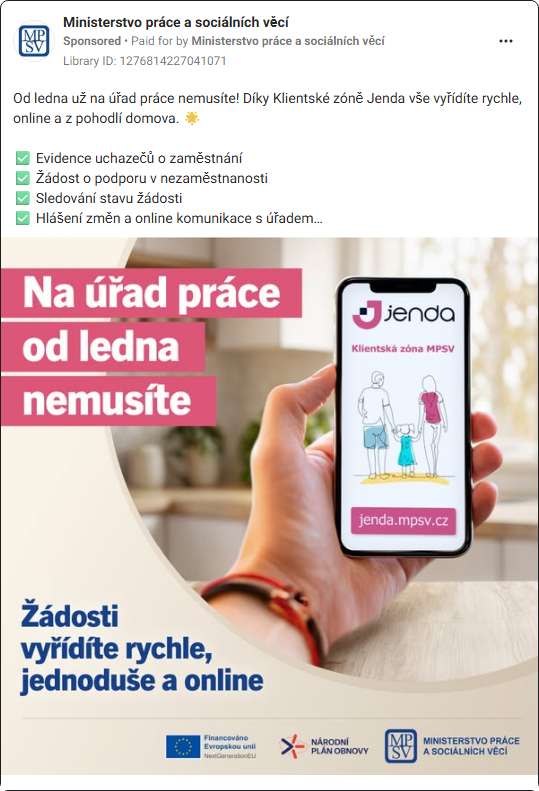 Ministerstvo práce a sociálních věcí
Sponsored • Paid for by Ministerstvo práce a sociálních věcí
Library ID: 1276814227041071
Od ledna už na úřad práce nemusíte! Díky Klientské zóně Jenda vše vyřídíte rychle,
online a z pohodlí domova. 🌟
✅ Evidence uchazečů o zaměstnání
✅ Žádost o podporu v nezaměstnanosti
✅ Sledování stavu žádosti
✅ Hlášení změn a online komunikace s úřadem…
Na úřad práce
od ledna
nemusíte
jenda
Klientská zóna MPSV
jenda.mpsv.cz
Žádosti
vyřídíte rychle,
jednoduše a online
Financováno
Evropskou unií
NextGenerationEU
NÁRODNÍ
PLÁN OBNOVY
MP
SV
MINISTERSTVO PRÁCE
A SOCIÁLNÍCH VĚCÍ